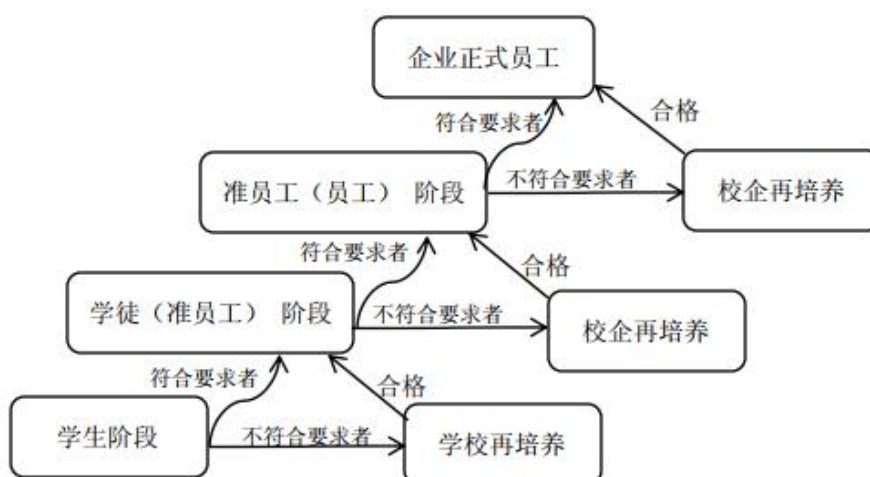 企业正式员工
符合要求者
合格
准员工（员工） 阶段
不符合要求者
校企再培养
符合要求者
合格
学徒（准员工） 阶段
不符合要求者
校企再培养
符合要求者
合格
学生阶段
不符合要求者
学校再培养